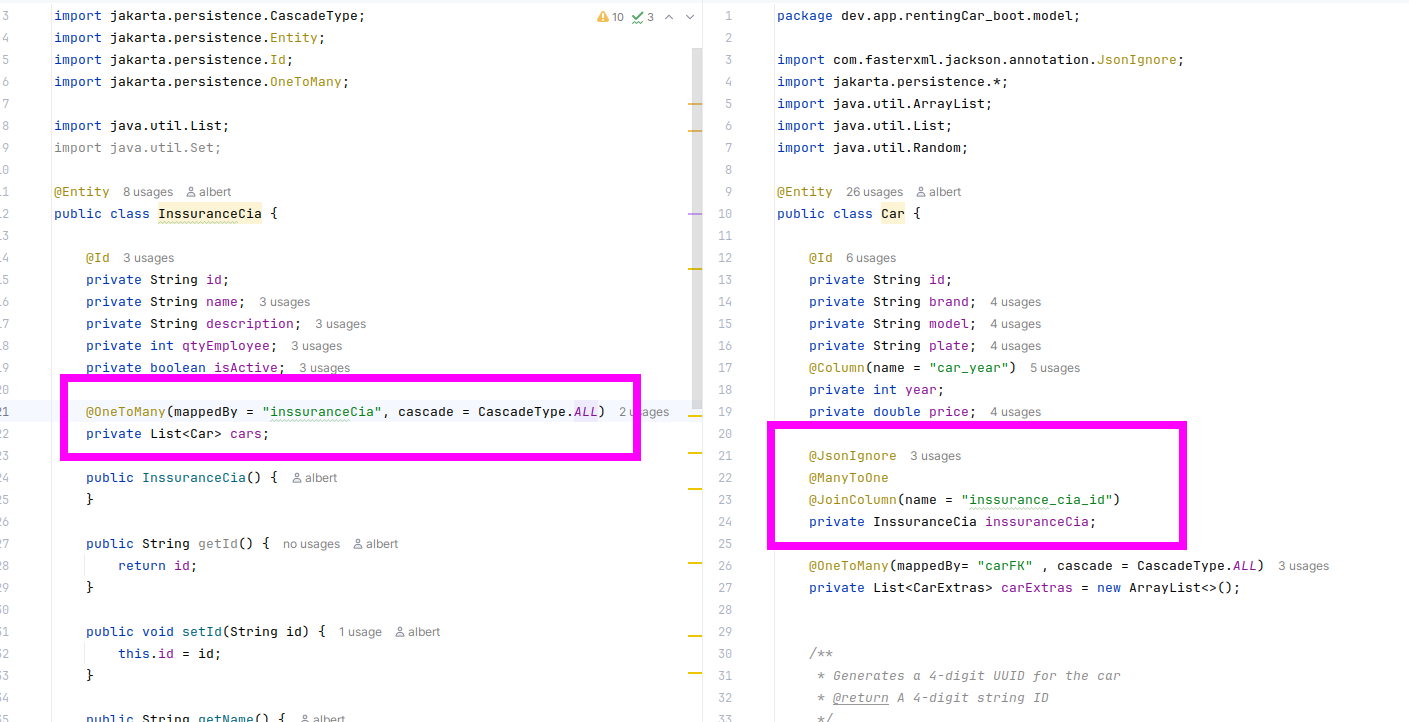 3 import jakarta.persistence.CascadeType; 10 3
4 import jakarta.persistence.Entity;
5 import jakarta.persistence.Id;
6 import jakarta.persistence.OneToMany;
7
8 import java.util.List;
9 import java.util.Set;
10
11 @Entity 8 usages albert
12 public class InssuranceCia {
13
14 @Id 3 usages
15 private String id;
16 private String name; 3 usages
17 private String description; 3 usages
18 private int qtyEmployee; 3 usages
19 private boolean isActive; 3 usages
20
21 @OneToMany(mappedBy = "inssuranceCia", cascade = CascadeType.ALL) 2 usages
22 private List<Car> cars;
23
24 public InssuranceCia() { albert
25 }
26
27 public String getId() { no usages albert
28 return id;
29 }
30
31 public void setId(String id) { 1 usage albert
32 this.id = id;
33 }
34
35 public String getName() { albert
1 package dev.app.rentingCar_boot.model;
2
3 import com.fasterxml.jackson.annotation.JsonIgnore;
4 import jakarta.persistence.*;
5 import java.util.ArrayList;
6 import java.util.List;
7 import java.util.Random;
8
9 @Entity 26 usages albert
10 public class Car {
11
12 @Id 6 usages
13 private String id;
14 private String brand; 4 usages
15 private String model; 4 usages
16 private String plate; 4 usages
17 @Column(name = "car_year") 5 usages
18 private int year;
19 private double price; 4 usages
20
21 @JsonIgnore 3 usages
22 @ManyToOne
23 @JoinColumn(name = "inssurance_cia_id")
24 private InssuranceCia inssuranceCia;
25
26 @OneToMany(mappedBy= "carFK" , cascade = CascadeType.ALL) 3 usages
27 private List<CarExtras> carExtras = new ArrayList<>();
28
29
30 /**
31 * Generates a 4-digit UUID for the car
32 * @return A 4-digit string ID
33 */